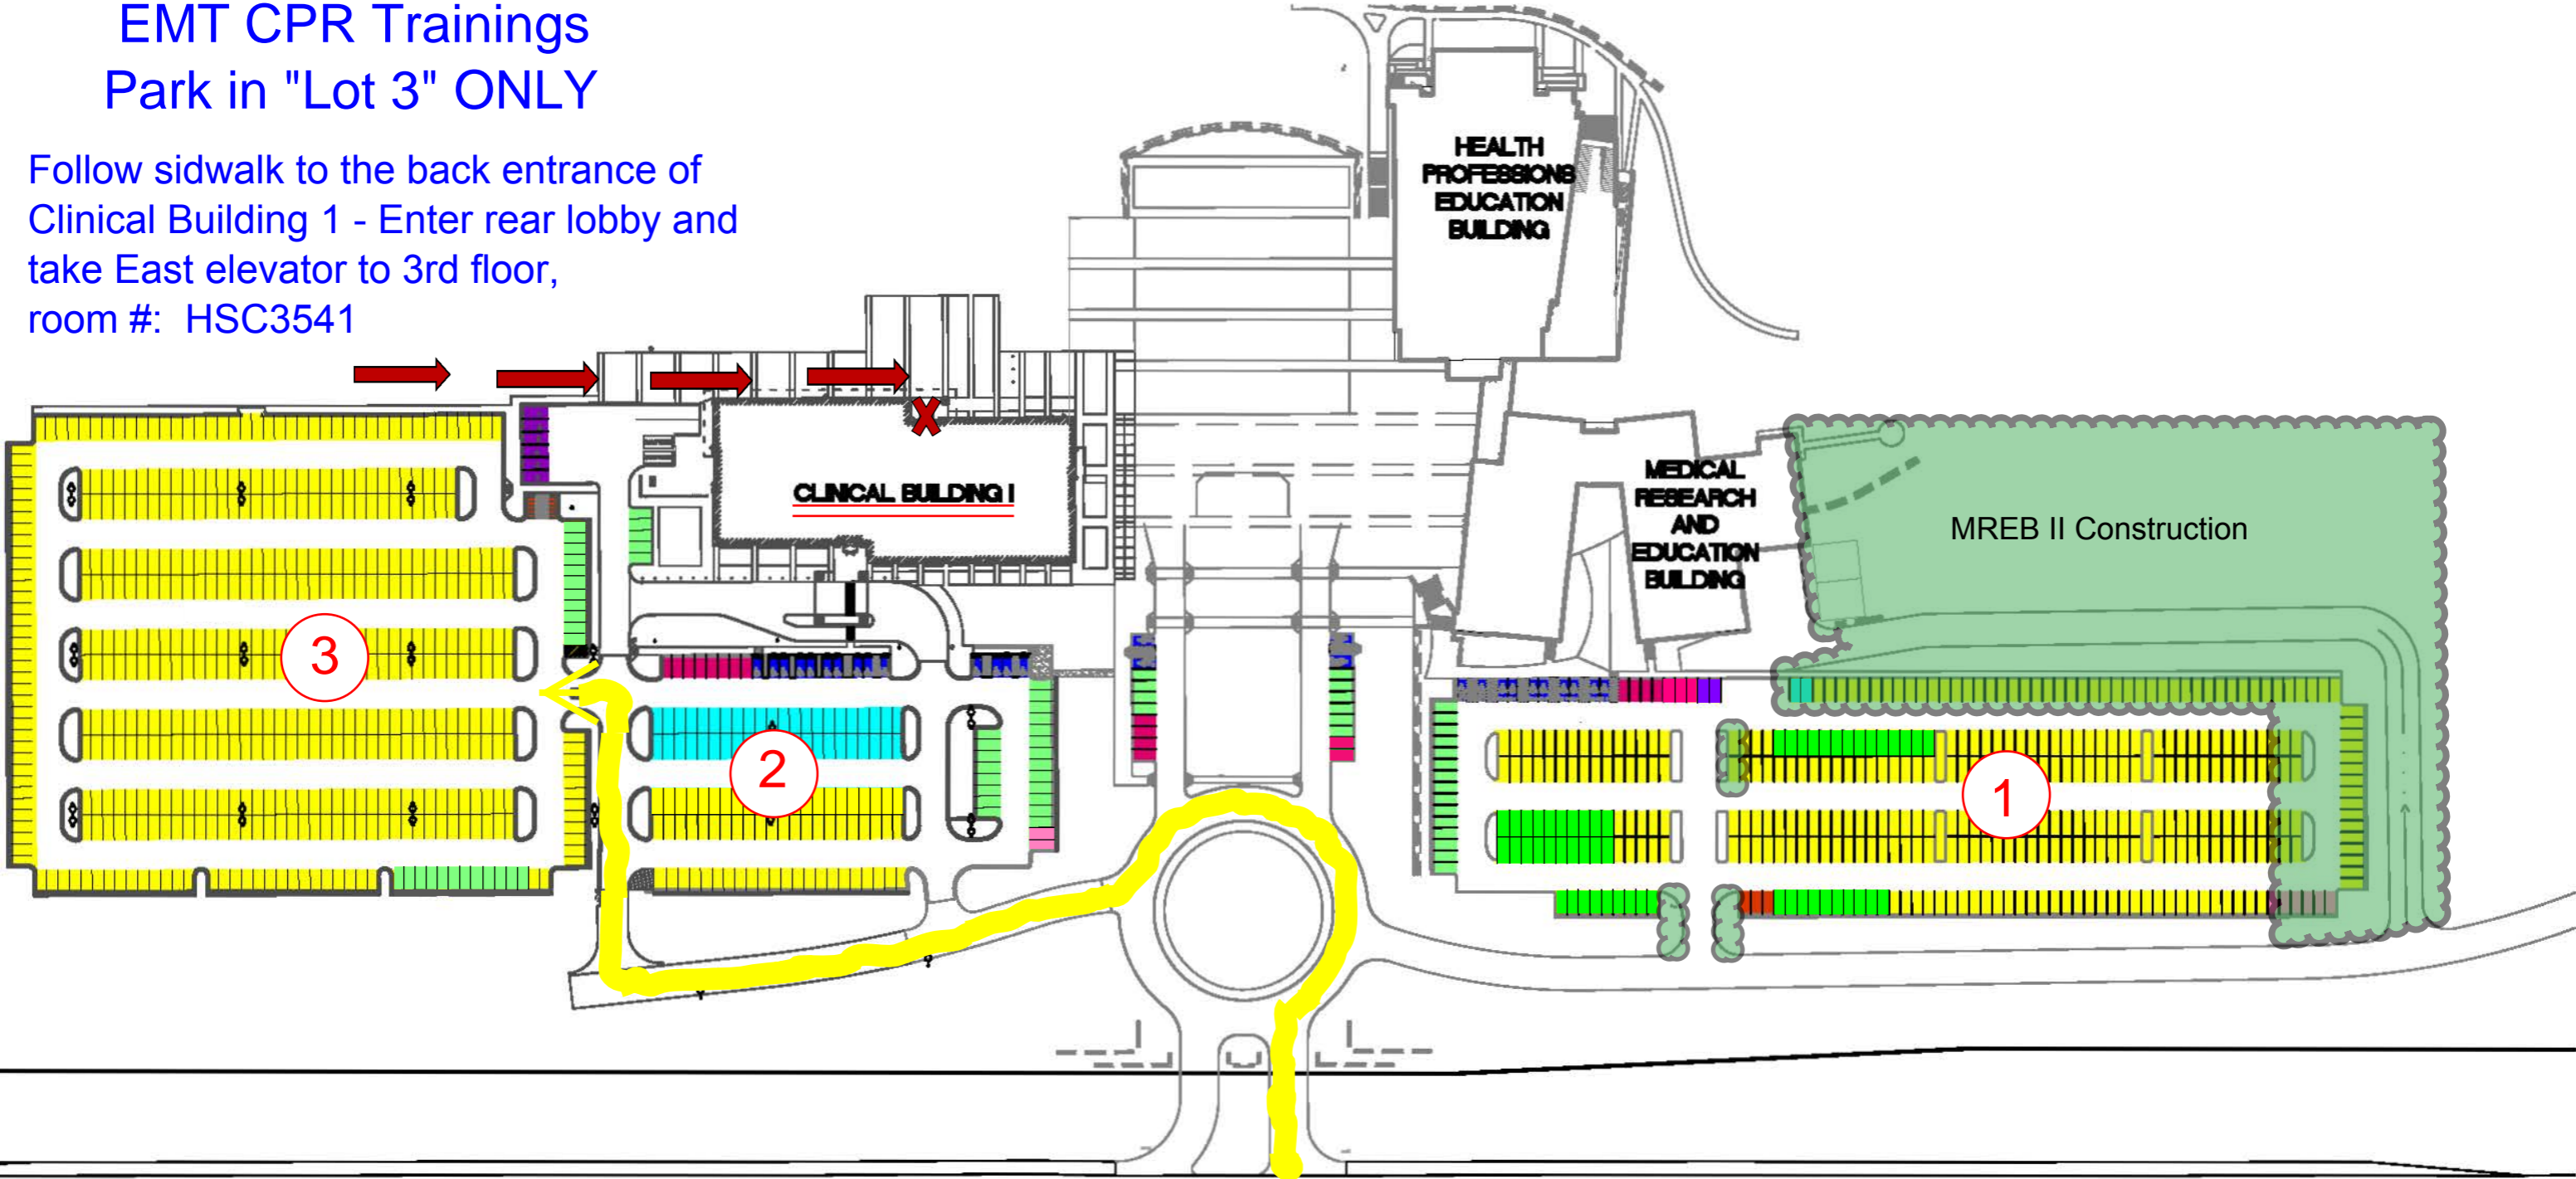 EMT CPR Trainings
Park in "Lot 3" ONLY
Follow sidwalk to the back entrance of
Clinical Building 1 - Enter rear lobby and
take East elevator to 3rd floor,
room #:  HSC3541
HEALTH
PROFESSIONS
EDUCATION
BUILDING
CLINICAL BUILDING I
MEDICAL
RESEARCH
AND
EDUCATION
BUILDING
MREB II Construction
3
2
1